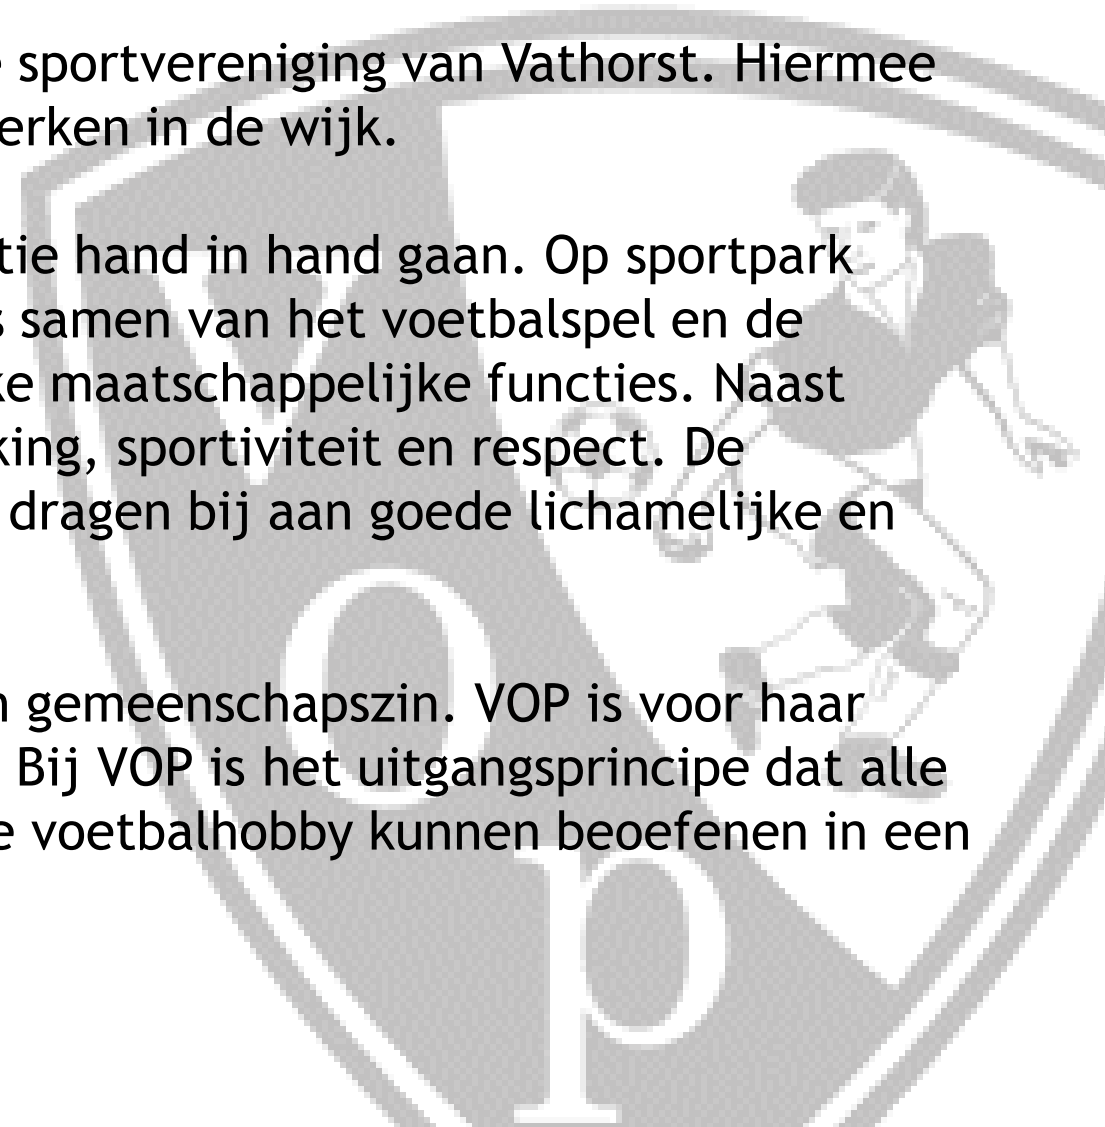 sportvereniging van Vathorst. Hiermee
erken in de wijk.
tie hand in hand gaan. Op sportpark
s samen van het voetbalspel en de
ke maatschappelijke functies. Naast
king, sportiviteit en respect. De
dragen bij aan goede lichamelijke en
n gemeenschapszin. VOP is voor haar
Bij VOP is het uitgangsprincipe dat alle
e voetbalhobby kunnen beoefenen in een
V
o
p